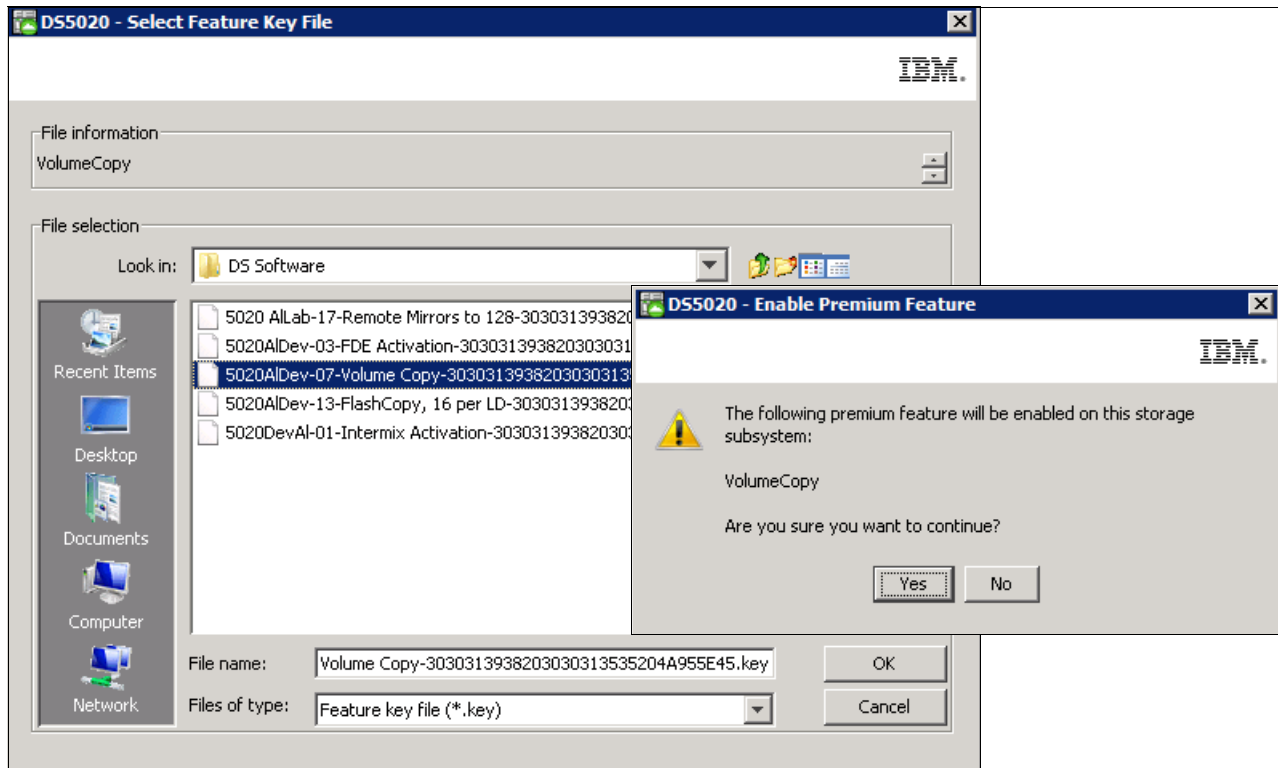 DS5020 - Select Feature Key File
IBM.
File information
VolumeCopy
File selection
Look in:
DS Software
Recent Items
Desktop
Documents
Computer
Network
5020 AlLab-17-Remote Mirrors to 128-303031393820
5020AlDev-03-FDE Activation-303031393820303031
5020AlDev-07-Volume Copy-30303139382030303135
5020AlDev-13-FlashCopy, 16 per LD-303031393820
5020DevAl-01-Intermix Activation-3030313938203
File name:
Volume Copy-3030313938203030313535204A955E45.key
OK
Files of type:
Feature key file (*.key)
Cancel
DS5020 - Enable Premium Feature
IBM.
The following premium feature will be enabled on this storage
subsystem:
VolumeCopy
Are you sure you want to continue?
Yes
No